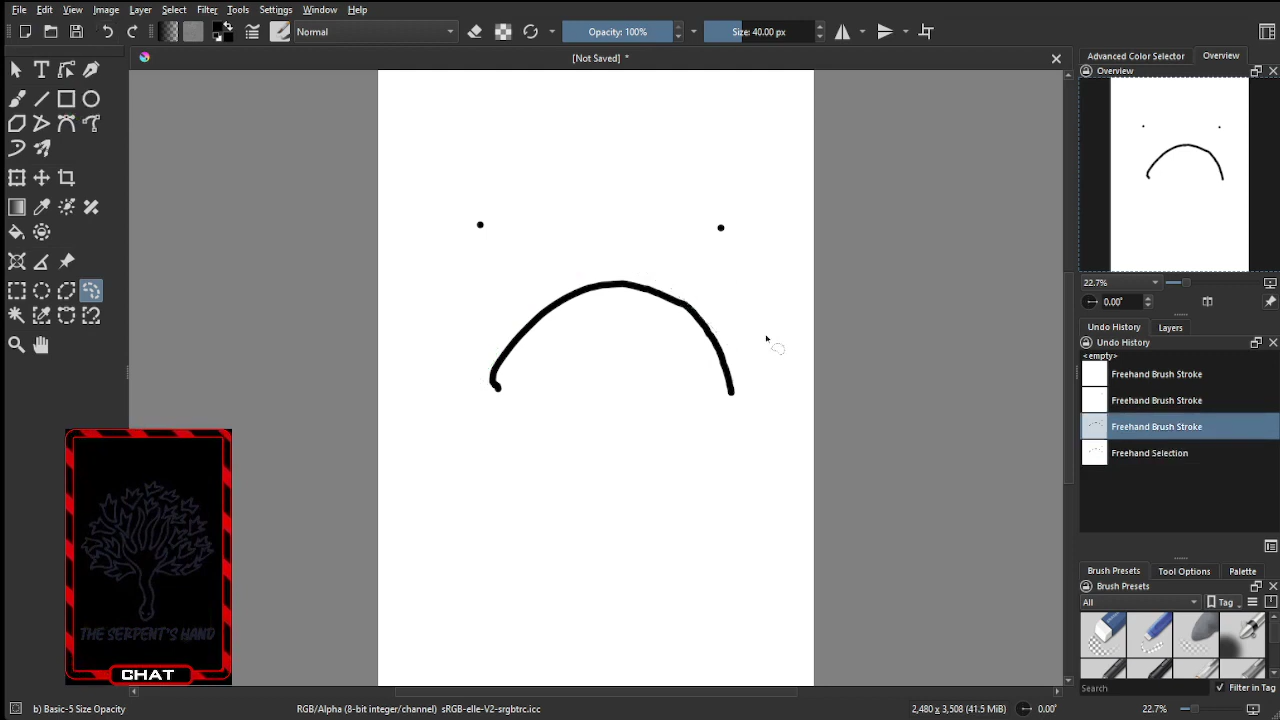 File Edit View Image Layer Select Filter Tools Settings Window Help
Normal
Opacity: 100%
Size: 40.00 px
[Not Saved] *
Advanced Color Selector Overview
Overview
22.7%
0.00°
Undo History Layers
Undo History
<empty>
Freehand Brush Stroke
Freehand Brush Stroke
Freehand Brush Stroke
Freehand Selection
Brush Presets Tool Options Palette
Brush Presets
All
Tag
Search
Filter in Tag
THE SERPENT'S HAND
CHAT
b) Basic-5 Size Opacity
RGB/Alpha (8-bit integer/channel) sRGB-elle-V2-srgbtrc.icc
2,480 x 3,508 (41.5 MiB)
0.00°
22.7%